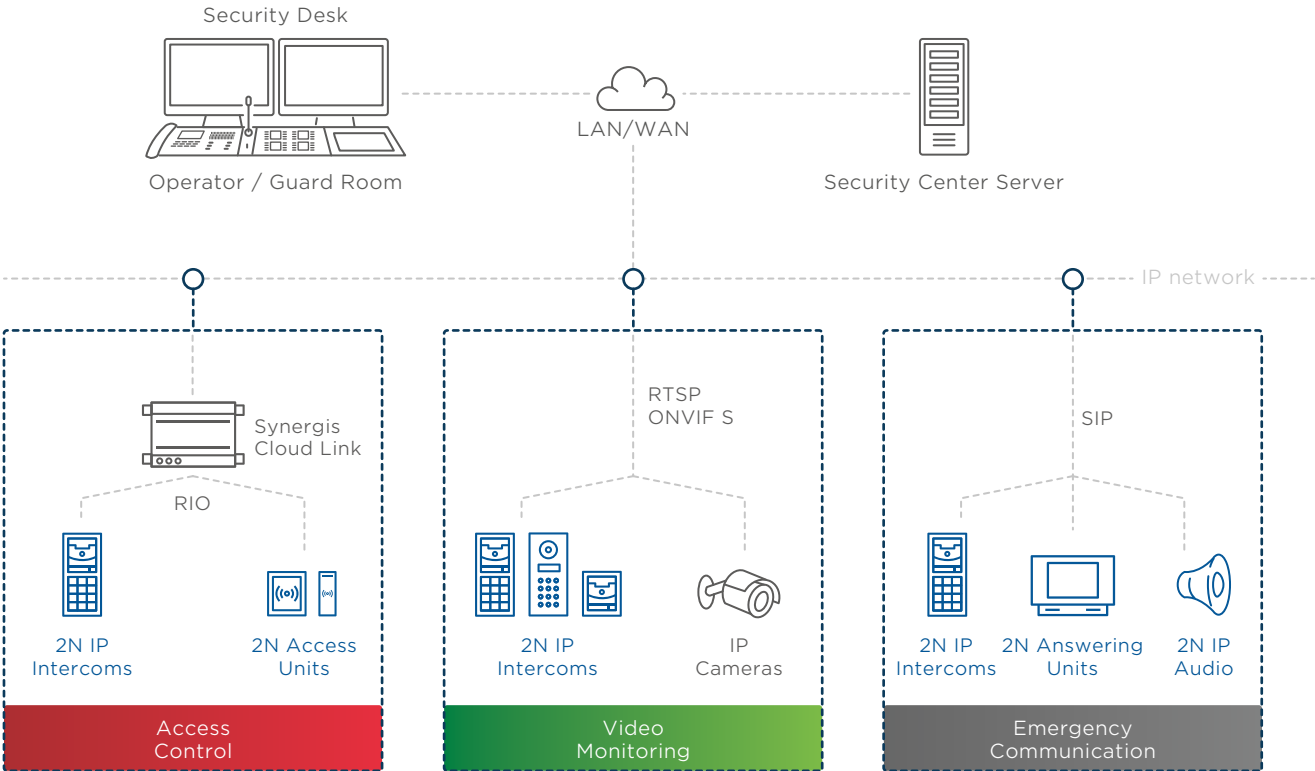 Security Desk
LAN/WAN
Operator / Guard Room
Security Center Server
IP network
Synergis
Cloud Link
RIO
2N IP
Intercoms
2N Access
Units
Access
Control
RTSP
ONVIF S
2N IP
Intercoms
IP
Cameras
Video
Monitoring
SIP
2N IP
Intercoms
2N Answering
Units
2N IP
Audio
Emergency
Communication